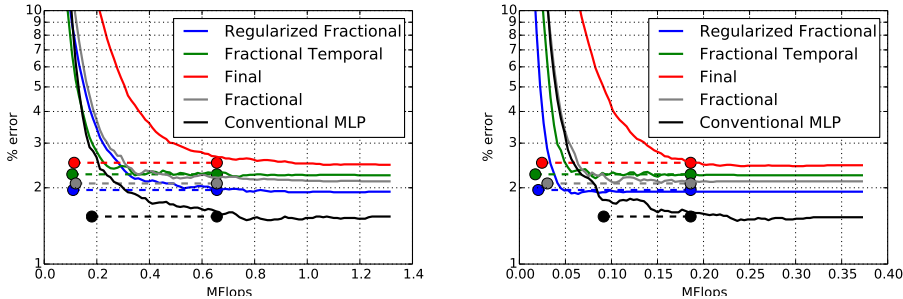 10
9
8
7
6
5
4
3
2
1
% error
Regularized Fractional
Fractional Temporal
Final
Fractional
Conventional MLP
0.0 0.2 0.4 0.6 0.8 1.0 1.2 1.4
MFlops
10
9
8
7
6
5
4
3
2
1
% error
Regularized Fractional
Fractional Temporal
Final
Fractional
Conventional MLP
0.00 0.05 0.10 0.15 0.20 0.25 0.30 0.35 0.40
MFlops